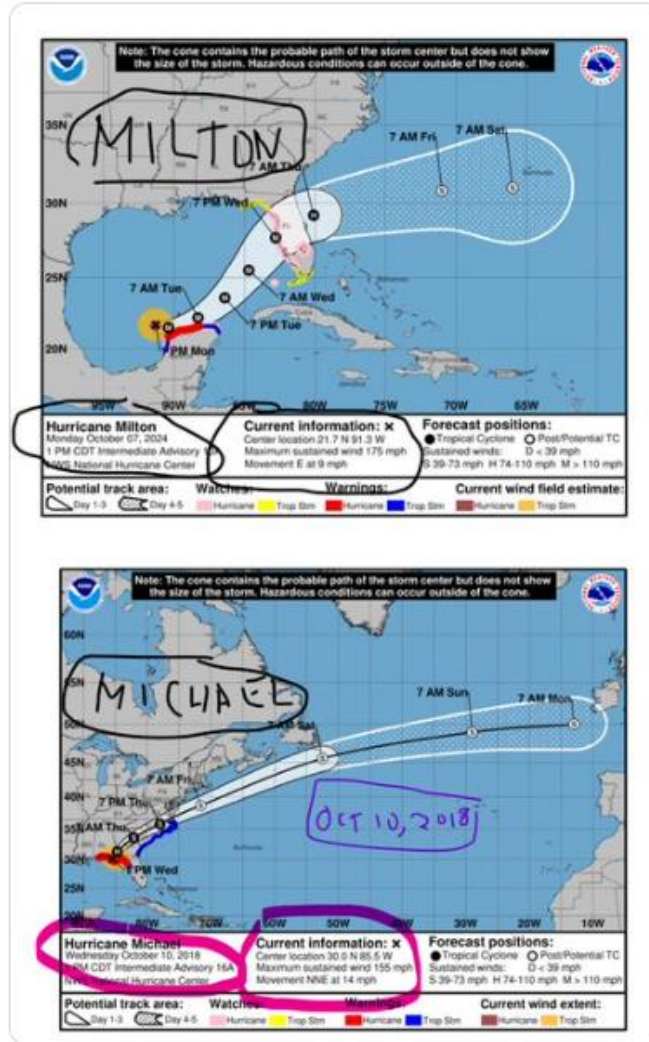 Note: The cone contains the probable path of the storm center but does not show
the size of the storm. Hazardous conditions can occur outside of the cone.
MILTON
35N
30N
25N
20N
7 AM Fri
7 AM Sat
Bermuda
7 AM Thu
7 PM Wed
7 AM Wed
7 AM Tue
7 PM Tue
PM Mon
95W 90W 85W 80W 75W 70W 65W
Hurricane Milton
Monday October 07, 2024
1 PM CDT Intermediate Advisory
NWS National Hurricane Center
Current information: x
Center location 21.7 N 91.3 W
Maximum sustained wind 175 mph
Movement E at 9 mph
Forecast positions:
Tropical Cyclone Post/Potential TC
Sustained winds: D < 39 mph
S 39-73 mph H 74-110 mph M > 110 mph
Potential track area: Watches: Warnings: Current wind field estimate:
Day 1-3 Day 4-5 Hurricane Trop Stm Hurricane Trop Stm Hurricane Trop Stm
Note: The cone contains the probable path of the storm center but does not show
the size of the storm. Hazardous conditions can occur outside of the cone.
60N
MICHAEL
50N
45N
40N
35N
30N
25N
20N
7 AM Sun
7 AM Mon
7 AM Sat
7 AM Fri
7 PM Thu
AM Thu
1 PM Wed
OCT 10, 2018
80W 70W 60W 50W 40W 30W 20W 10W
Hurricane Michael
Wednesday October 10, 2018
1 PM CDT Intermediate Advisory 16A
NWS National Hurricane Center
Current information: x
Center location 30.0 N 85.5 W
Maximum sustained wind 155 mph
Movement NNE at 14 mph
Forecast positions:
Tropical Cyclone Post/Potential TC
Sustained winds: D < 39 mph
S 39-73 mph H 74-110 mph M > 110 mph
Potential track area: Watches: Warnings: Current wind extent:
Day 1-3 Day 4-5 Hurricane Trop Stm Hurricane Trop Stm Hurricane Trop Stm